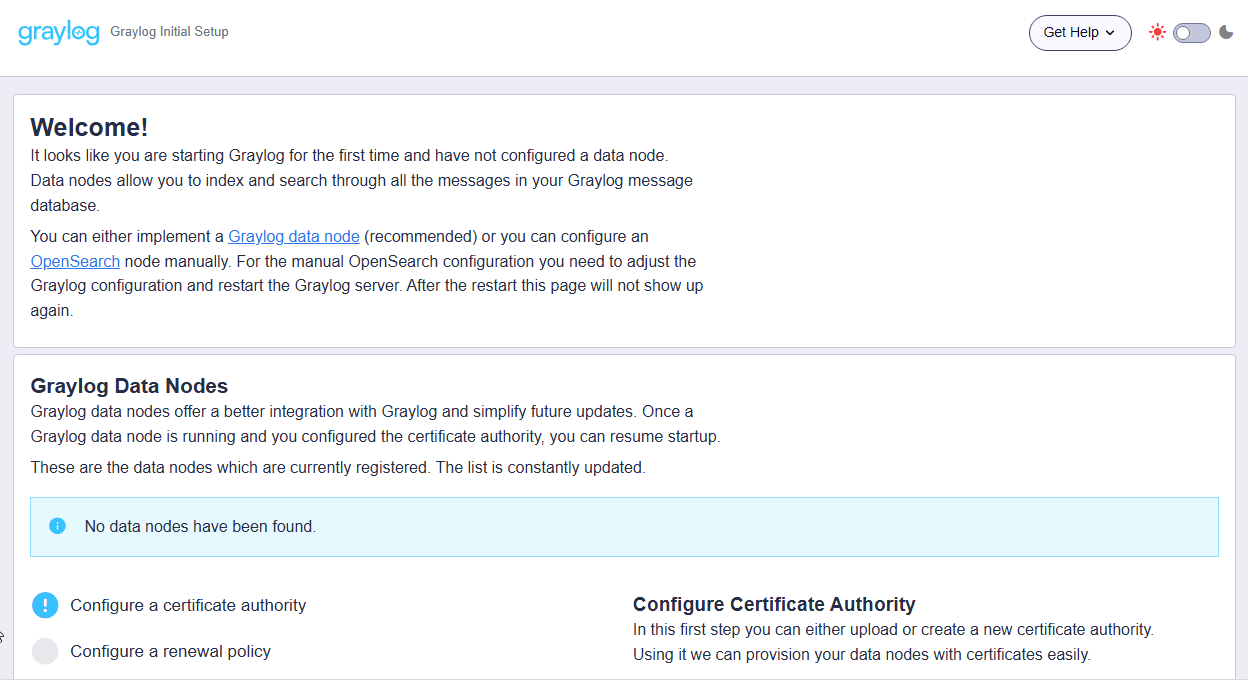 graylog Graylog Initial Setup Get Help
Welcome!
It looks like you are starting Graylog for the first time and have not configured a data node.
Data nodes allow you to index and search through all the messages in your Graylog message
database.
You can either implement a Graylog data node (recommended) or you can configure an
OpenSearch node manually. For the manual OpenSearch configuration you need to adjust the
Graylog configuration and restart the Graylog server. After the restart this page will not show up
again.
Graylog Data Nodes
Graylog data nodes offer a better integration with Graylog and simplify future updates. Once a
Graylog data node is running and you configured the certificate authority, you can resume startup.
These are the data nodes which are currently registered. The list is constantly updated.
No data nodes have been found.
Configure a certificate authority
Configure a renewal policy
Configure Certificate Authority
In this first step you can either upload or create a new certificate authority.
Using it we can provision your data nodes with certificates easily.